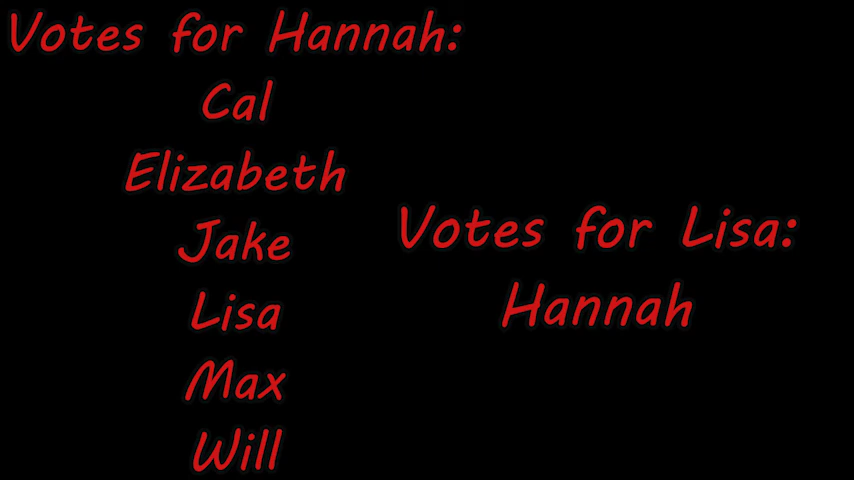 Votes for Hannah:
Cal
Elizabeth
Jake
Lisa
Max
Will
Votes for Lisa:
Hannah